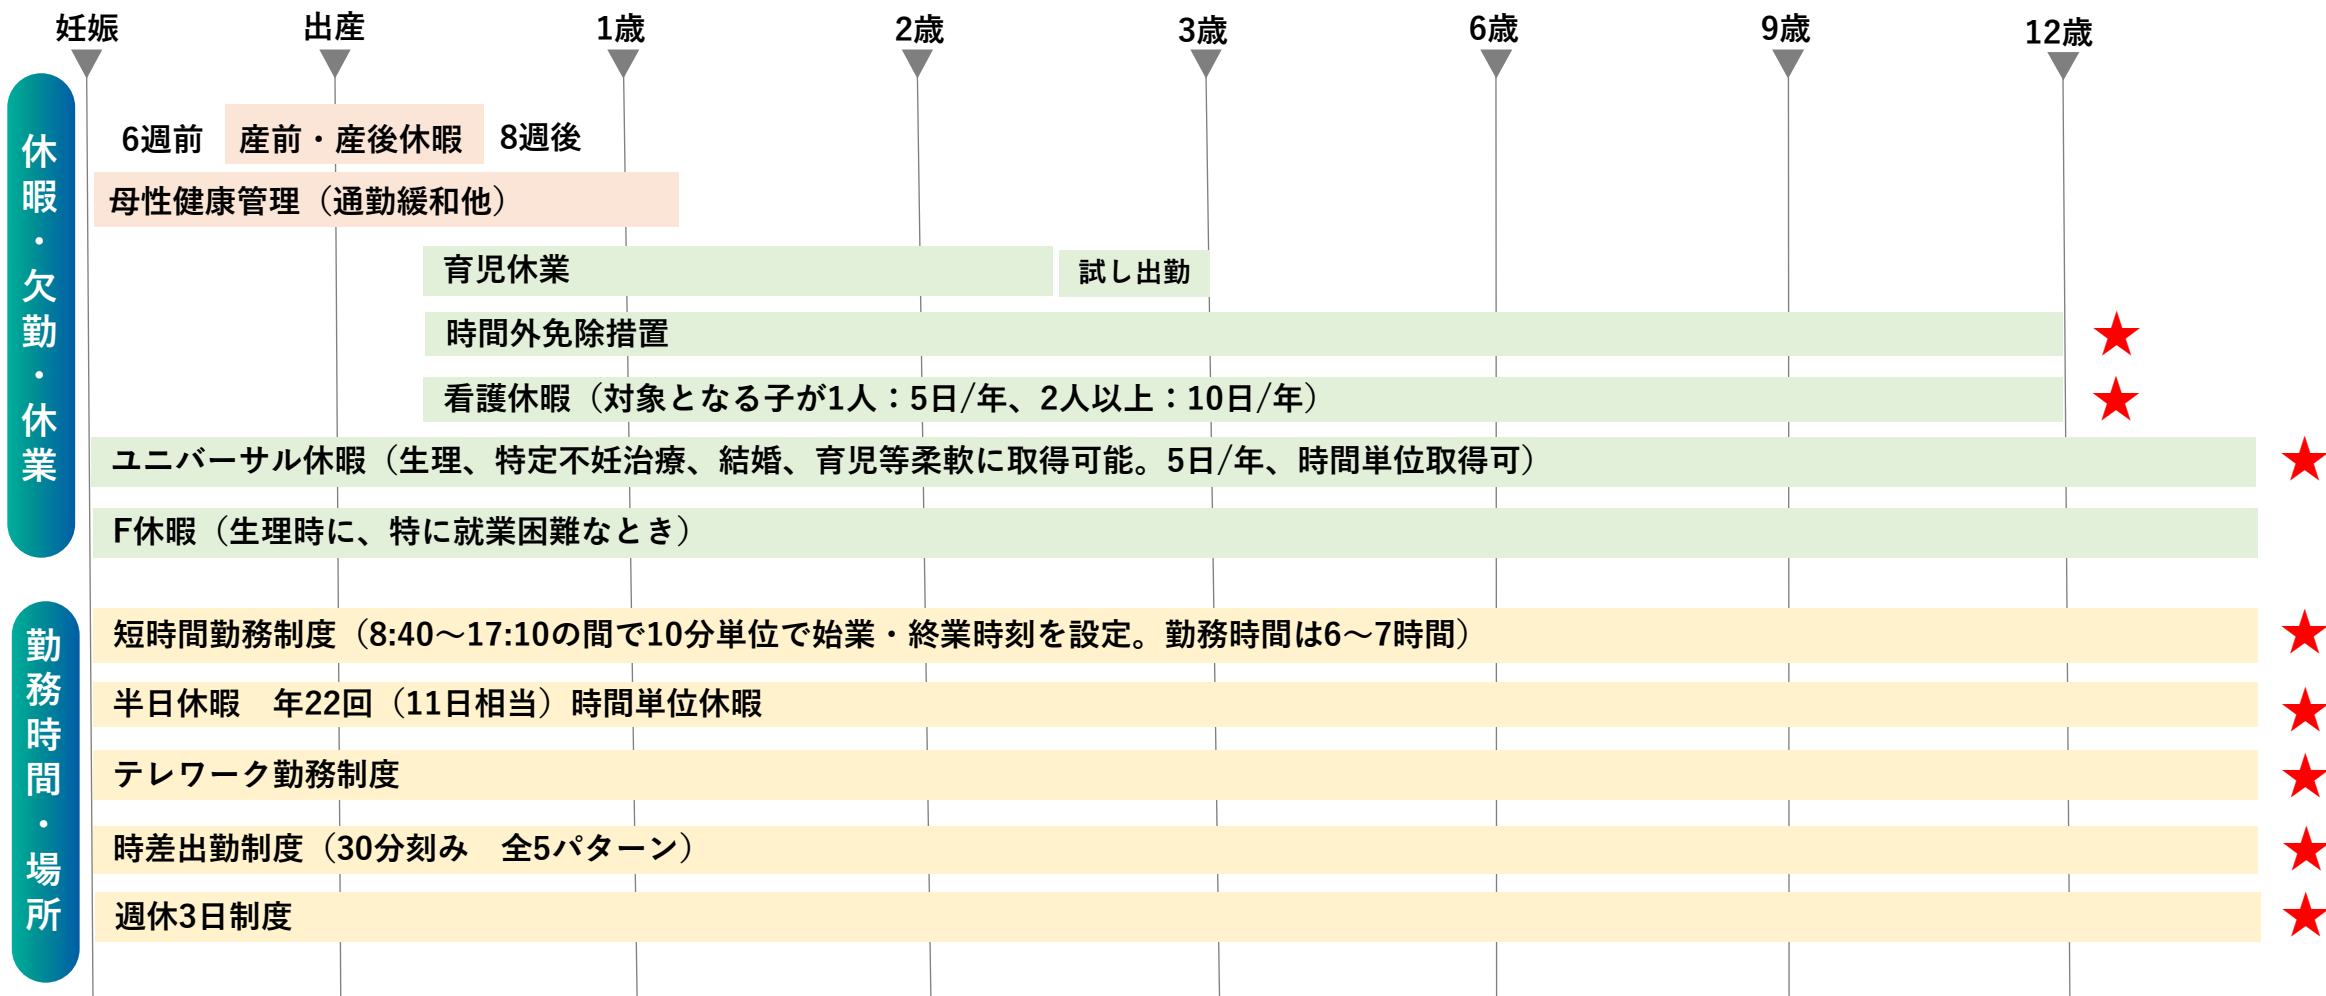 妊娠
出産
1歳
2歳
3歳
6歳
9歳
12歳
休暇・欠勤・休業
6週前
産前・産後休暇
8週後
母性健康管理（通勤緩和他）
育児休業
試し出勤
時間外免除措置
看護休暇（対象となる子が1人：5日/年、2人以上：10日/年）
ユニバーサル休暇（生理、特定不妊治療、結婚、育児等柔軟に取得可能。5日/年、時間単位取得可）
F休暇（生理時に、特に就業困難なとき）
勤務時間・場所
短時間勤務制度（8:40～17:10の間で10分単位で始業・終業時刻を設定。勤務時間は6～7時間）
半日休暇　年22回（11日相当）時間単位休暇
テレワーク勤務制度
時差出勤制度（30分刻み　全5パターン）
週休3日制度